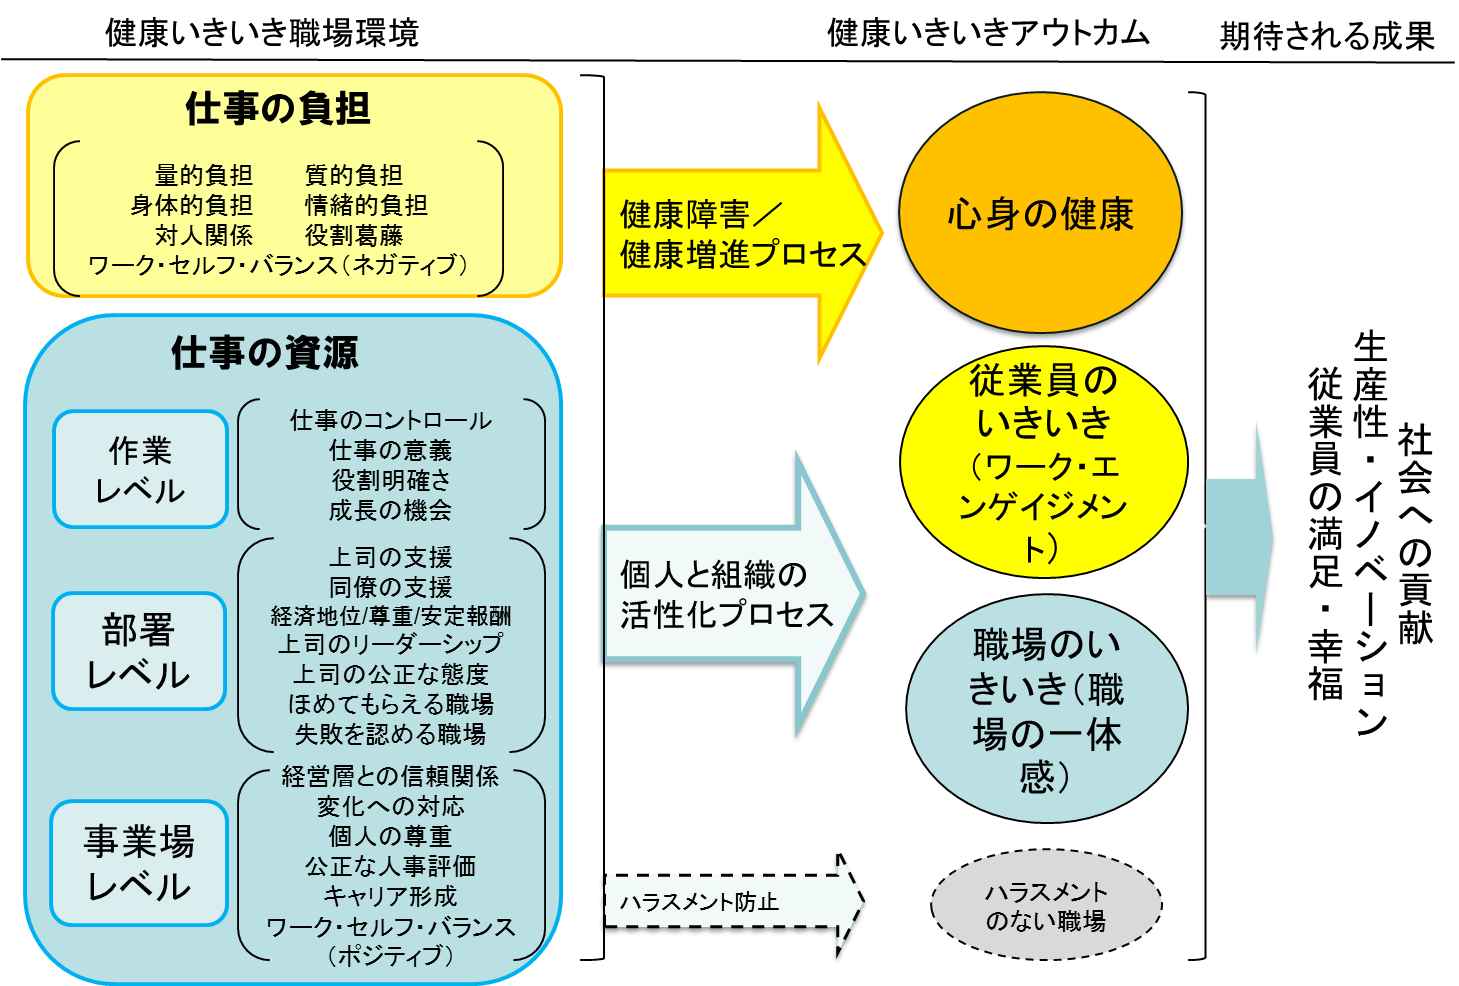 健康いきいき職場環境
健康いきいきアウトカム
期待される成果
仕事の負担
量的負担 質的負担
身体的負担 情緒的負担
対人関係 役割葛藤
ワーク・セルフ・バランス（ネガティブ）
仕事の資源
作業
レベル
仕事のコントロール
仕事の意義
役割明確さ
成長の機会
部署
レベル
上司の支援
同僚の支援
経済地位/尊重/安定報酬
上司のリーダーシップ
上司の公正な態度
ほめてもらえる職場
失敗を認める職場
事業場
レベル
経営層との信頼関係
変化への対応
個人の尊重
公正な人事評価
キャリア形成
ワーク・セルフ・バランス
（ポジティブ）
健康障害／
健康増進プロセス
個人と組織の
活性化プロセス
ハラスメント防止
心身の健康
従業員の
いきいき
（ワーク・エ
ンゲイジメン
ト）
職場のい
きいき（職
場の一体
感）
ハラスメント
のない職場
社会への貢献
生産性・イノベーション
従業員の満足・幸福